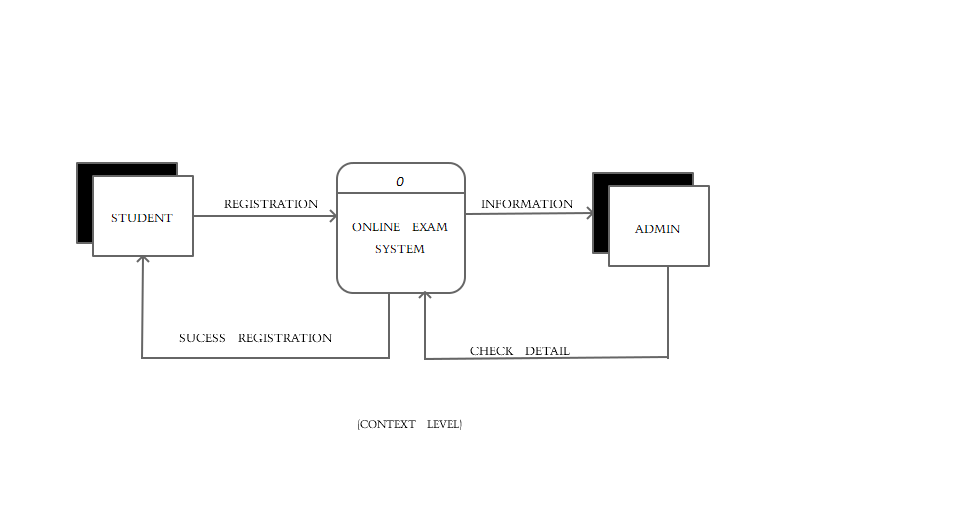 0
REGISTRATION
INFORMATION
STUDENT
ONLINE EXAM
SYSTEM
ADMIN
SUCESS REGISTRATION
CHECK DETAIL
(CONTEXT LEVEL)